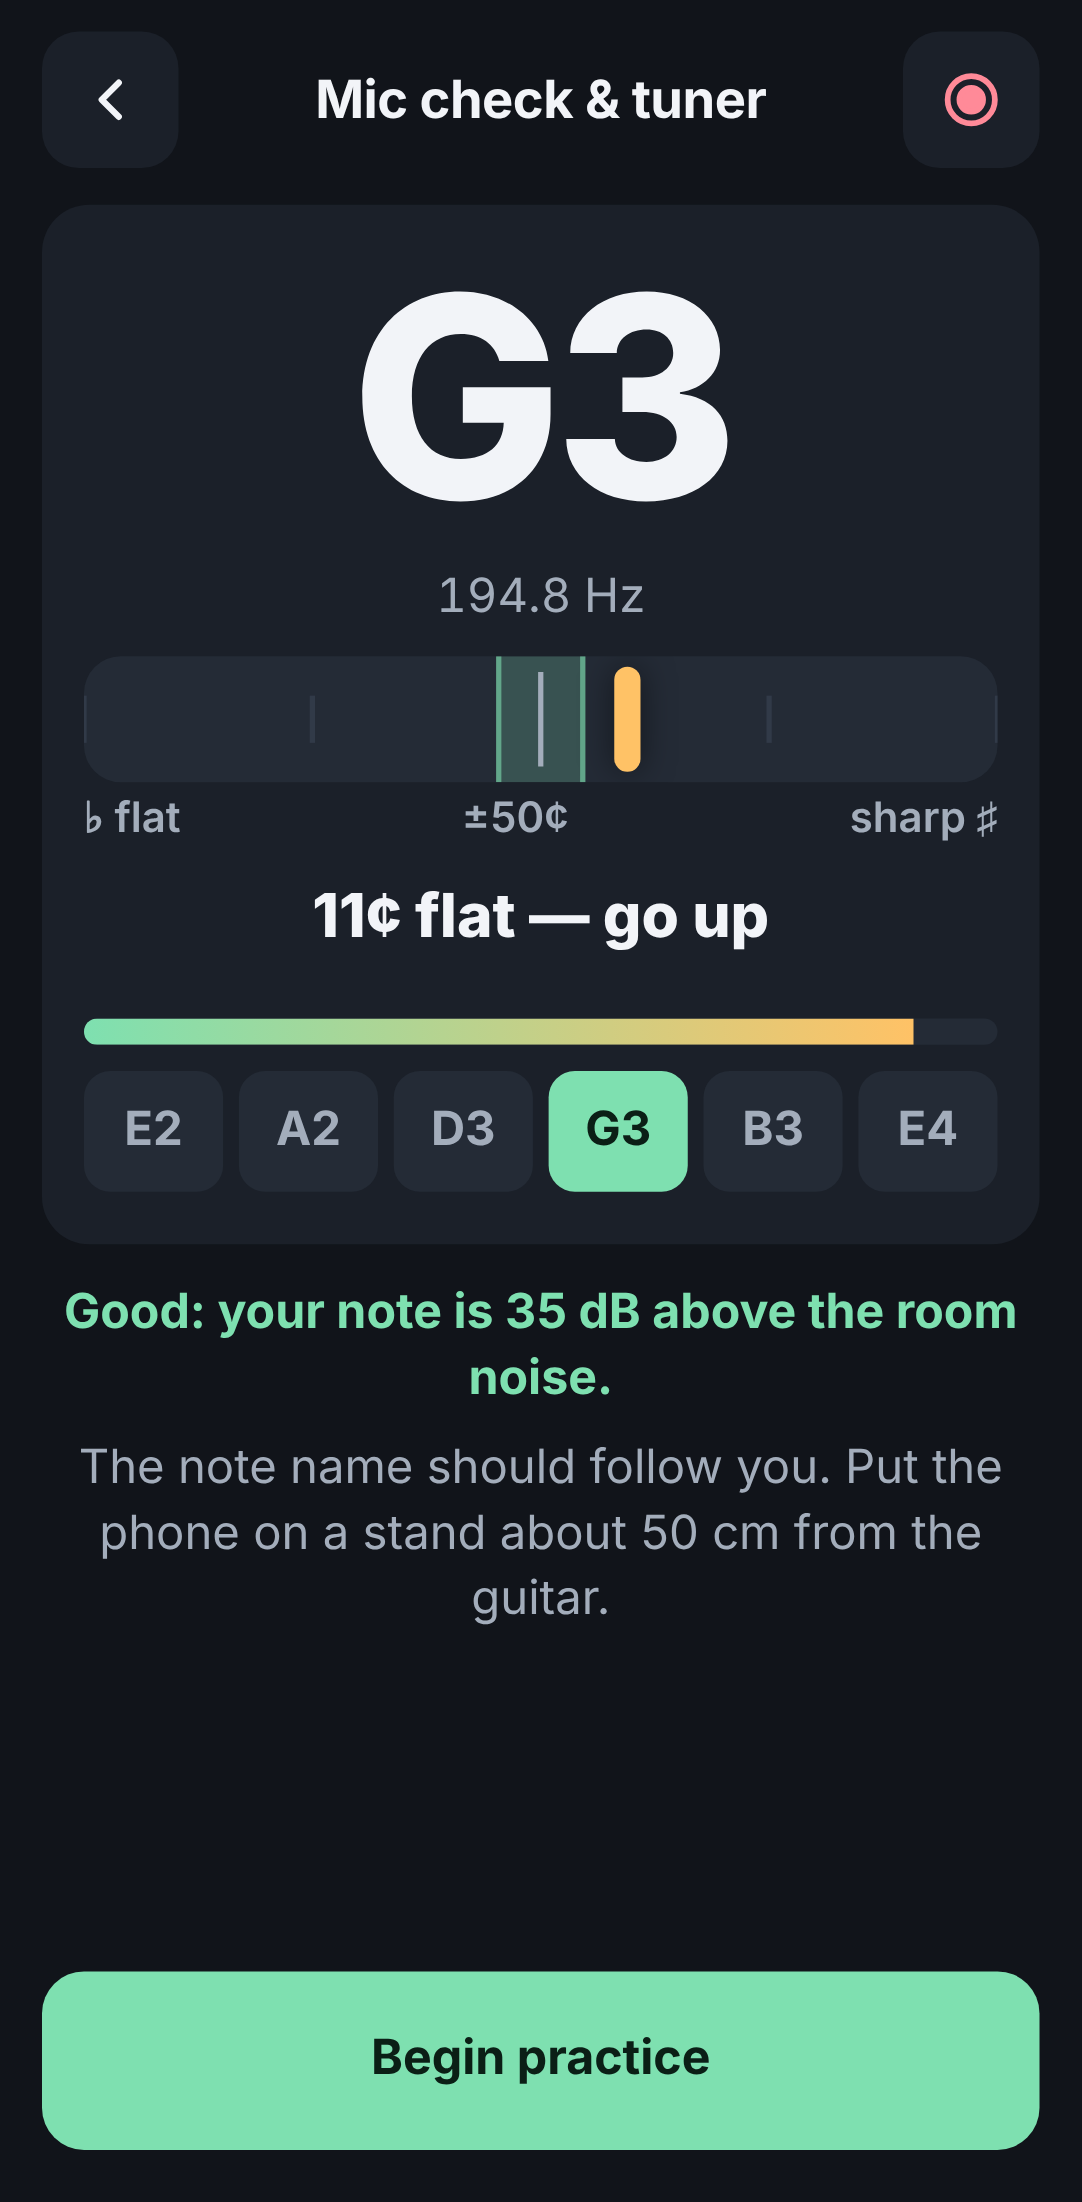 Mic check & tuner
G3
194.8 Hz
♭ flat ±50¢ sharp ♯
11¢ flat — go up
E2 A2 D3 G3 B3 E4
Good: your note is 35 dB above the room
noise.
The note name should follow you. Put the
phone on a stand about 50 cm from the
guitar.
Begin practice